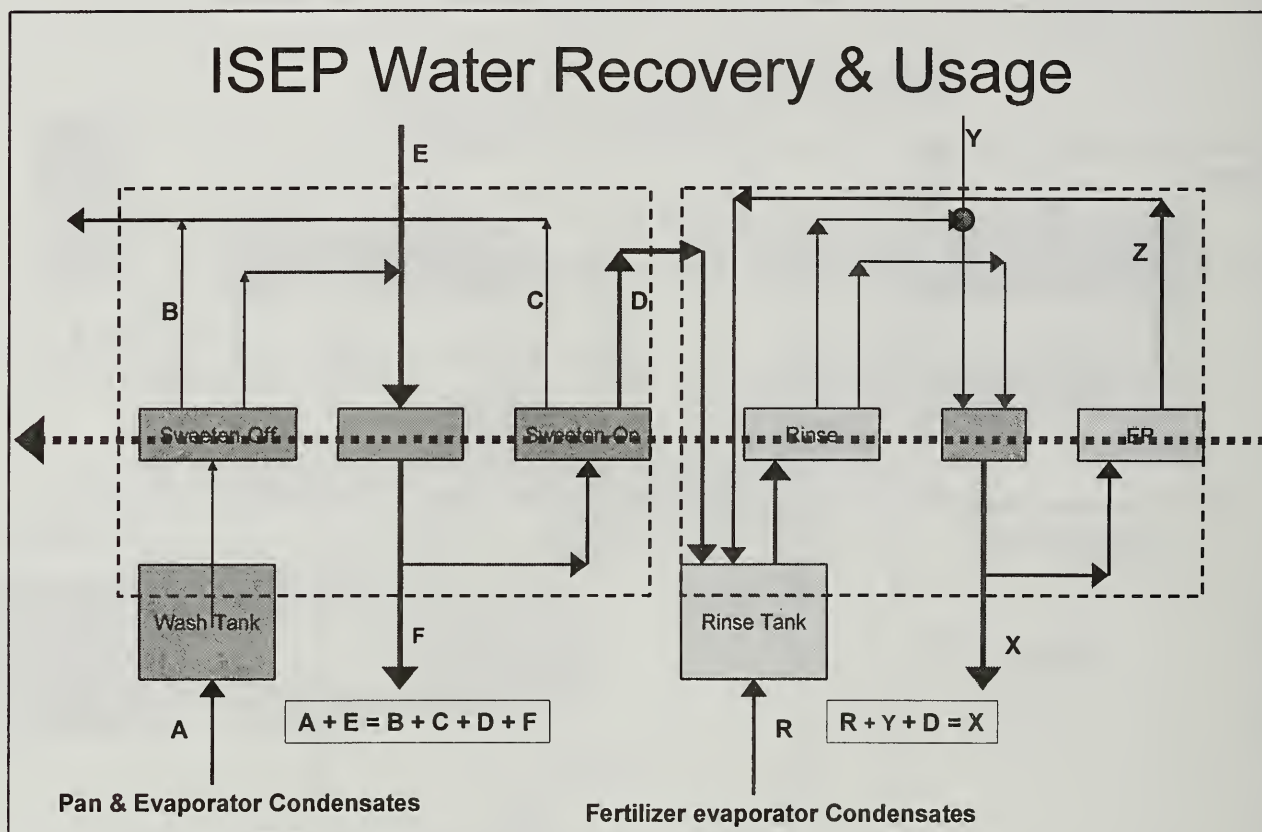 ISEP Water Recovery & Usage
E
Y
B
C
D
Z
Sweeten Off
Sweeten On
Rinse
ER
Wash Tank
Rinse Tank
F
X
A
A + E = B + C + D + F
R
R + Y + D = X
Pan & Evaporator Condensates
Fertilizer evaporator Condensates